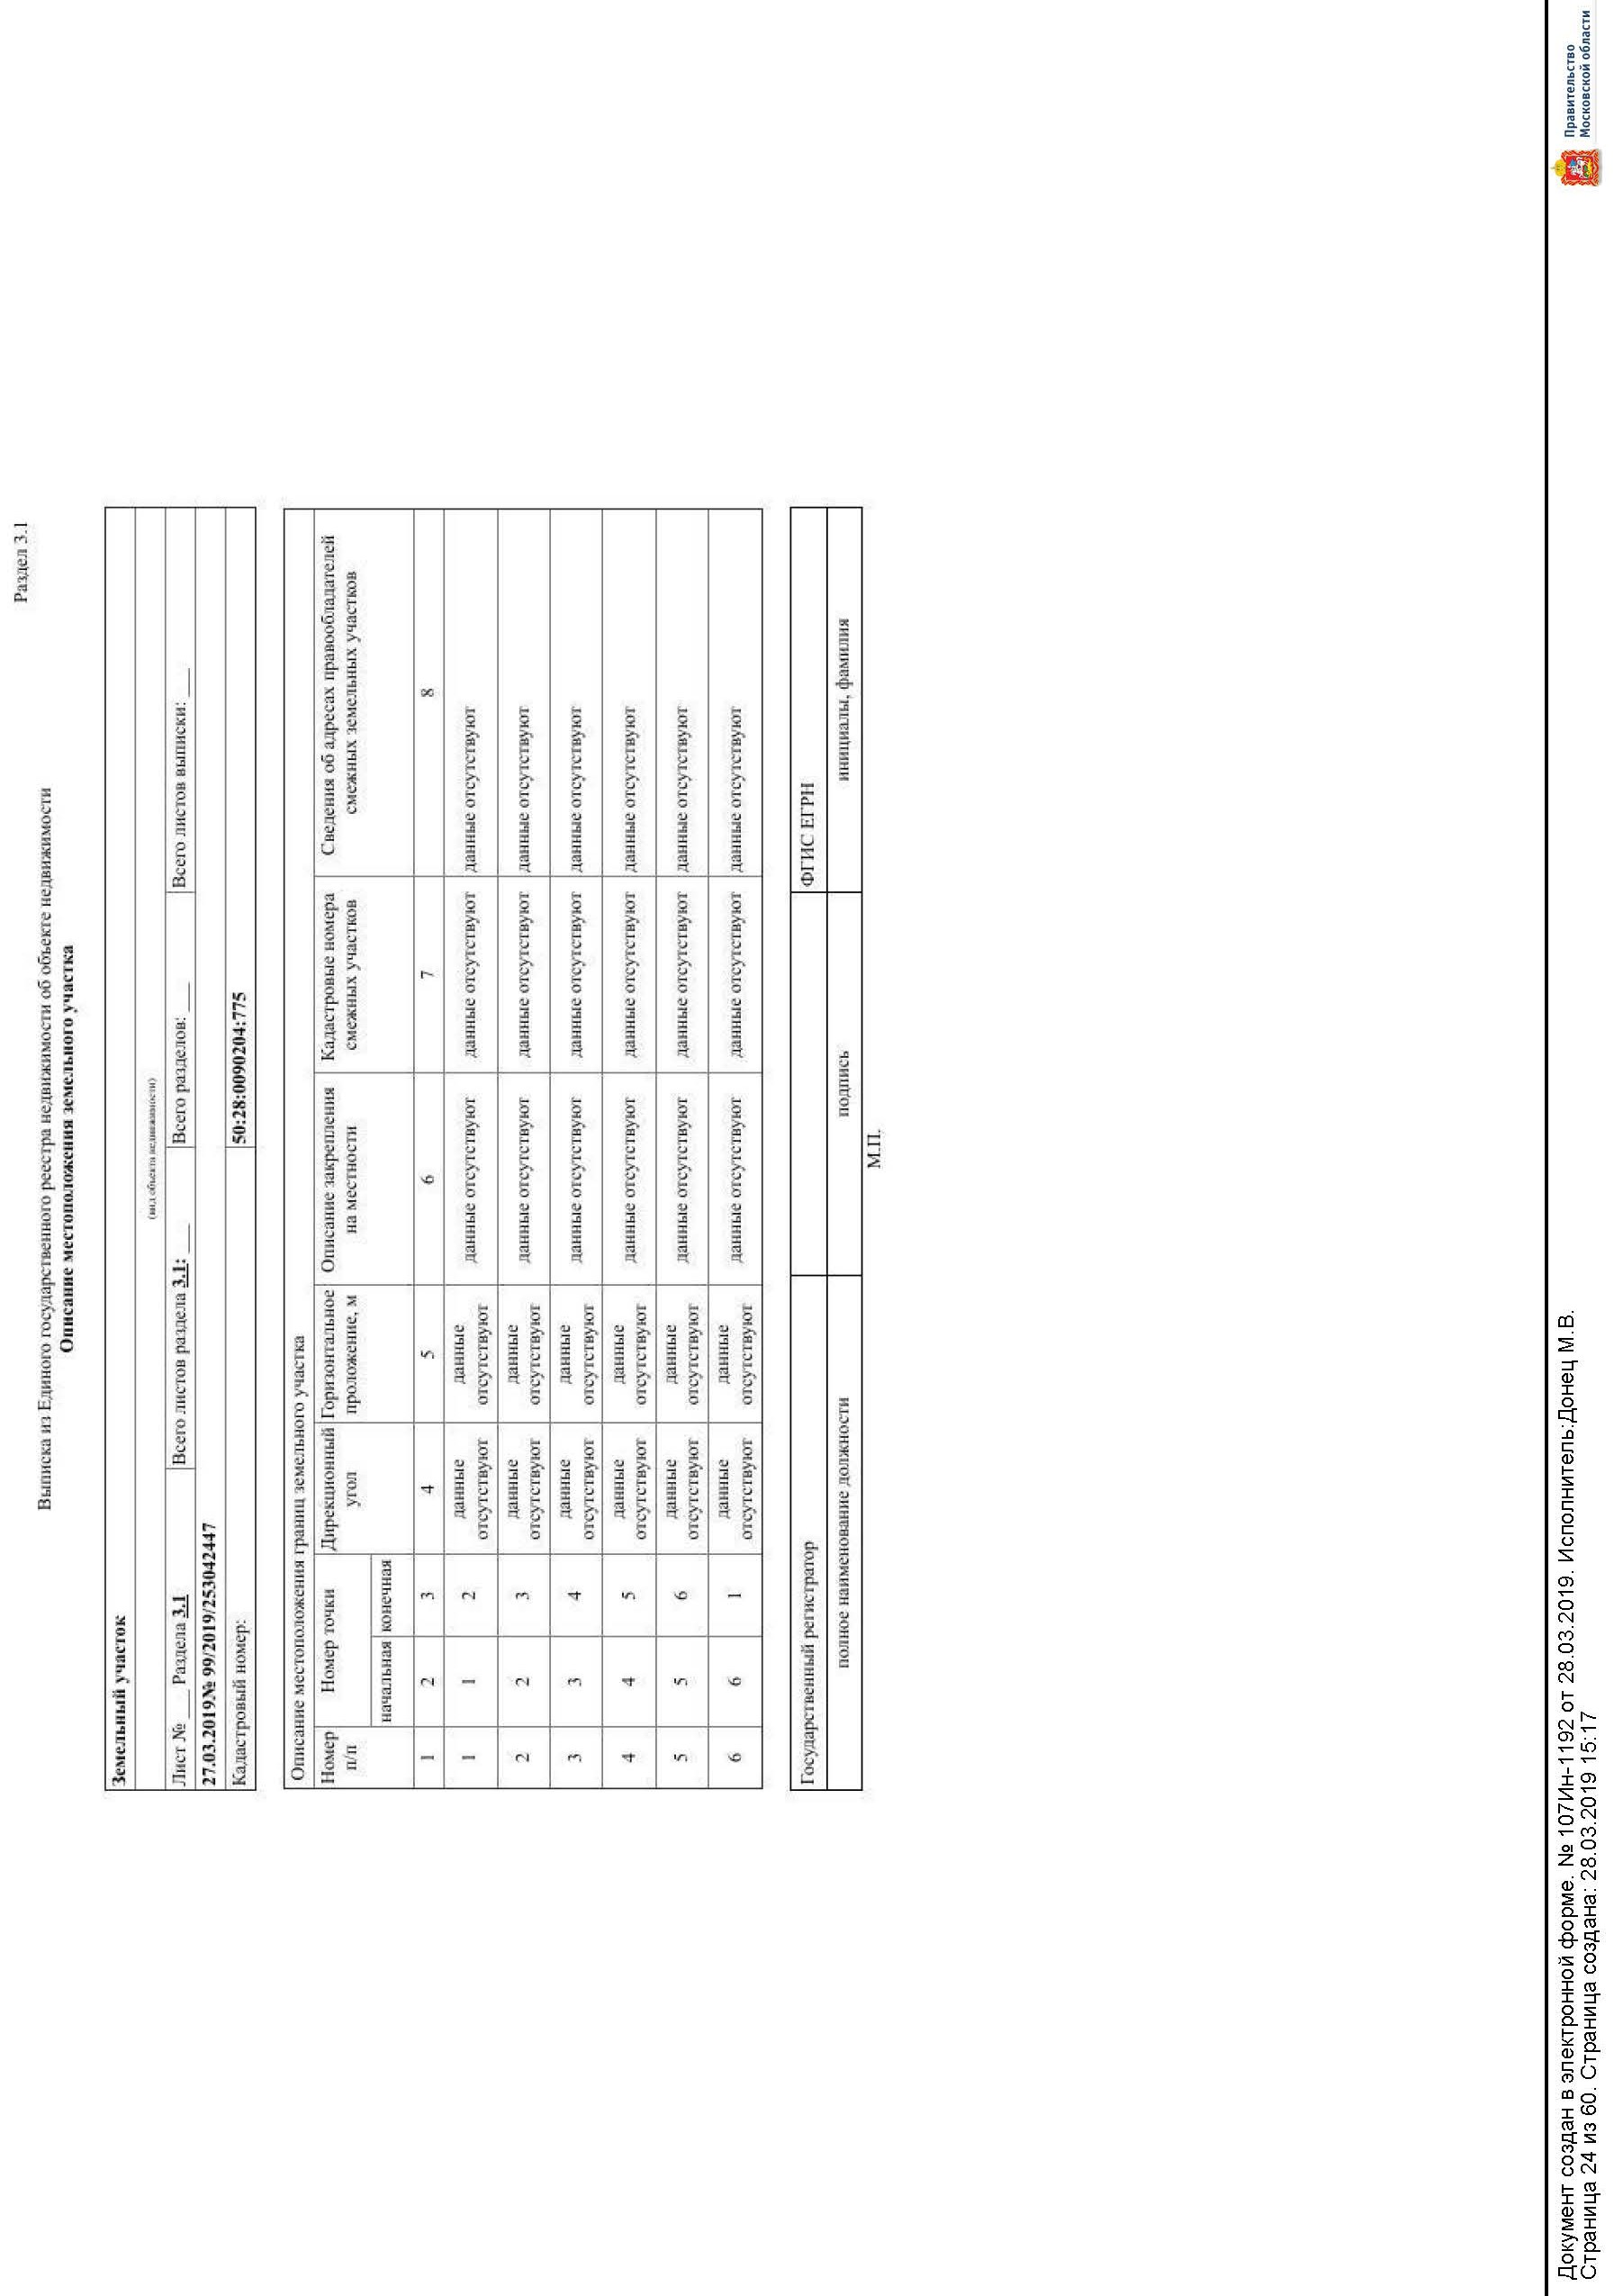 Раздел 3.1
Выписка из Единого государственного реестра недвижимости об объекте недвижимости
Описание местоположения земельного участка
Земельный участок
(вид объекта недвижимости)
Лист № ___ Раздела 3.1 Всего листов раздела 3.1: ___ Всего разделов: ___ Всего листов выписки: ___
27.03.2019№ 99/2019/253042447
Кадастровый номер: 50:28:0090204:775
Описание местоположения границ земельного участка
Номер п/п Номер точки Дирекционный угол Горизонтальное проложение, м Описание закрепления на местности Кадастровые номера смежных участков Сведения об адресах правообладателей смежных земельных участков
начальная конечная
1 2 3 4 5 6 7 8
1 1 2 данные отсутствуют данные отсутствуют данные отсутствуют данные отсутствуют данные отсутствуют
2 2 3 данные отсутствуют данные отсутствуют данные отсутствуют данные отсутствуют данные отсутствуют
3 3 4 данные отсутствуют данные отсутствуют данные отсутствуют данные отсутствуют данные отсутствуют
4 4 5 данные отсутствуют данные отсутствуют данные отсутствуют данные отсутствуют данные отсутствуют
5 5 6 данные отсутствуют данные отсутствуют данные отсутствуют данные отсутствуют данные отсутствуют
6 6 1 данные отсутствуют данные отсутствуют данные отсутствуют данные отсутствуют данные отсутствуют
Государственный регистратор ФГИС ЕГРН
полное наименование должности подпись инициалы, фамилия
М.П.
Документ создан в электронной форме. № 107Ин-1192 от 28.03.2019. Исполнитель:Донец М.В.
Страница 24 из 60. Страница создана: 28.03.2019 15:17
Правительство
Московской области